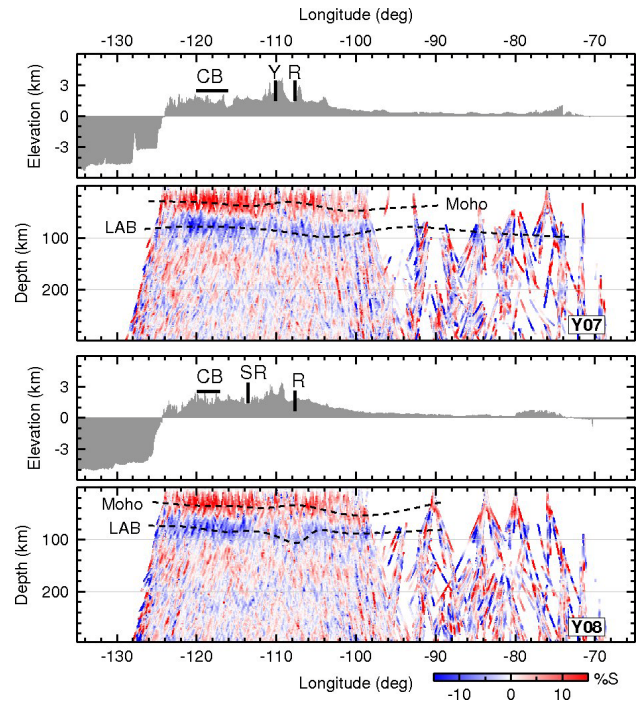 Longitude (deg)
-130 -120 -110 -100 -90 -80 -70
Elevation (km)
3
0
-3
CB Y R
Depth (km)
100
200
Moho
LAB
Y07
Elevation (km)
3
0
-3
CB SR R
Depth (km)
100
200
Moho
LAB
Y08
-130 -120 -110 -100 -90 -80 -70
Longitude (deg)
%S
-10 0 10